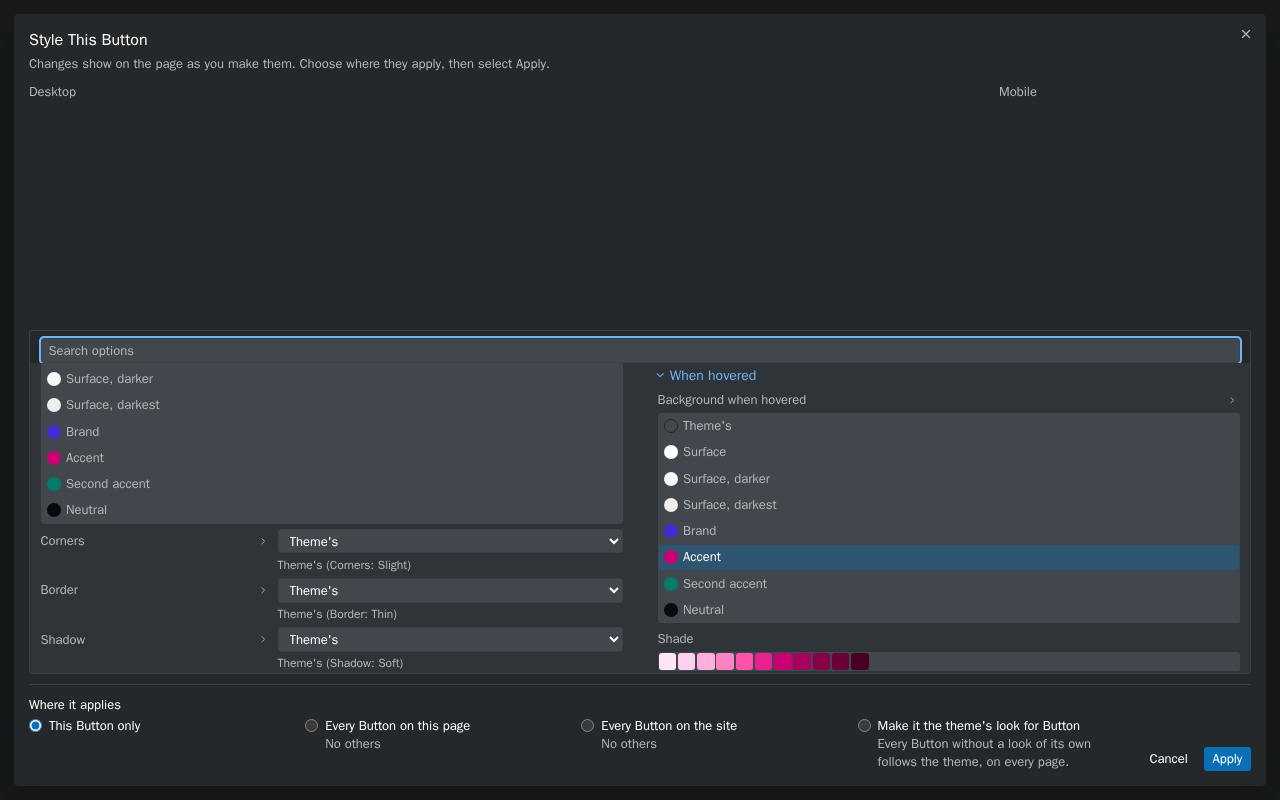 Style This Button
Changes show on the page as you make them. Choose where they apply, then select Apply.
Desktop
Mobile
Search options
Surface, darker
Surface, darkest
Brand
Accent
Second accent
Neutral
Corners
Theme's
Theme's (Corners: Slight)
Border
Theme's
Theme's (Border: Thin)
Shadow
Theme's
Theme's (Shadow: Soft)
When hovered
Background when hovered
Theme's
Surface
Surface, darker
Surface, darkest
Brand
Accent
Second accent
Neutral
Shade
Where it applies
This Button only
Every Button on this page
No others
Every Button on the site
No others
Make it the theme's look for Button
Every Button without a look of its own
follows the theme, on every page.
Cancel
Apply